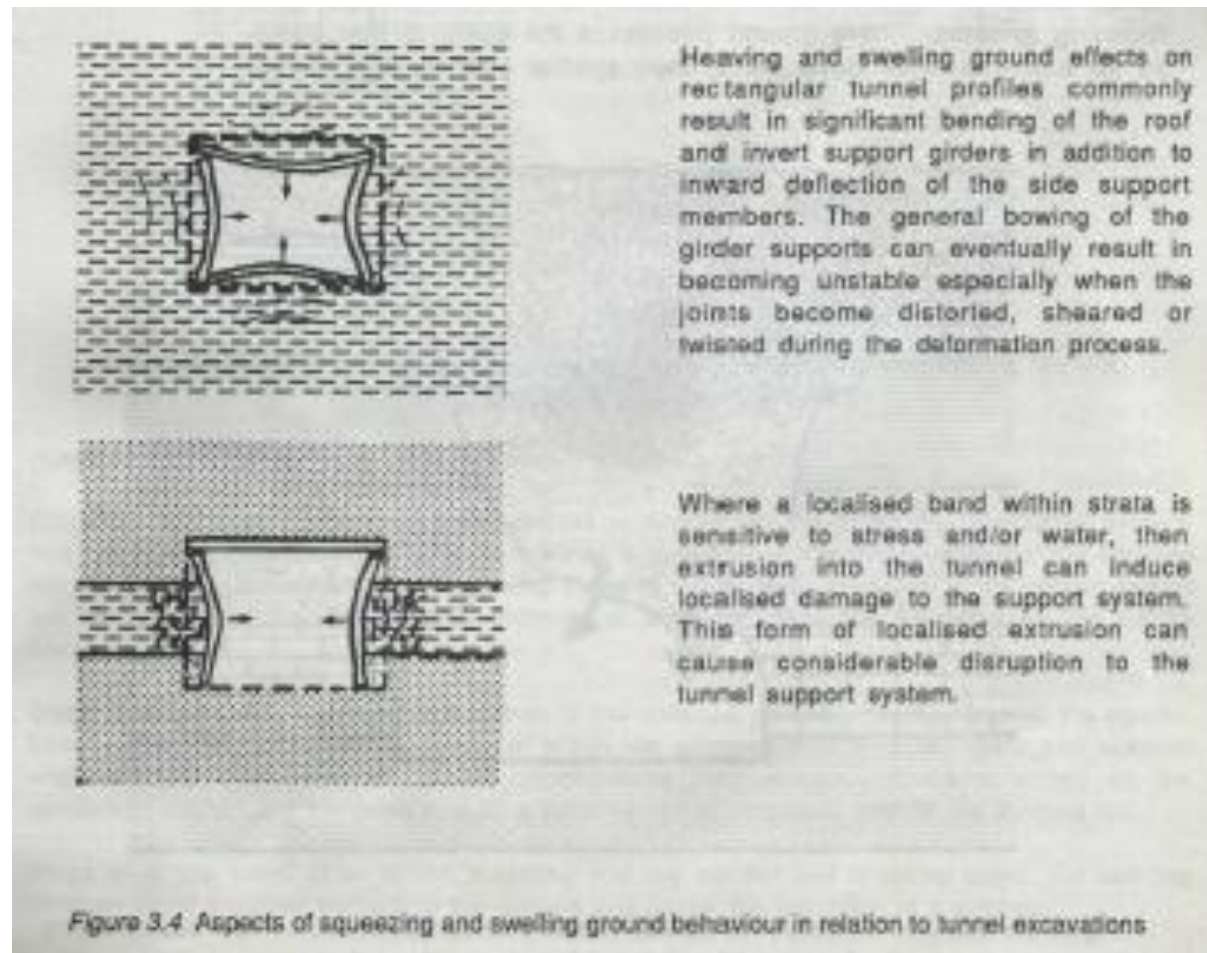 Heaving and swelling ground effects on
rectangular tunnel profiles commonly
result in significant bending of the roof
and invert support girders in addition to
inward deflection of the side support
members. The general bowing of the
girder supports can eventually result in
becoming unstable especially when the
joints become distorted, sheared or
twisted during the deformation process.
Where a localised band within strata is
sensitive to stress and/or water, then
extrusion into the tunnel can induce
localised damage to the support system.
This form of localised extrusion can
cause considerable disruption to the
tunnel support system.
Figure 3.4 Aspects of squeezing and swelling ground behaviour in relation to tunnel excavations